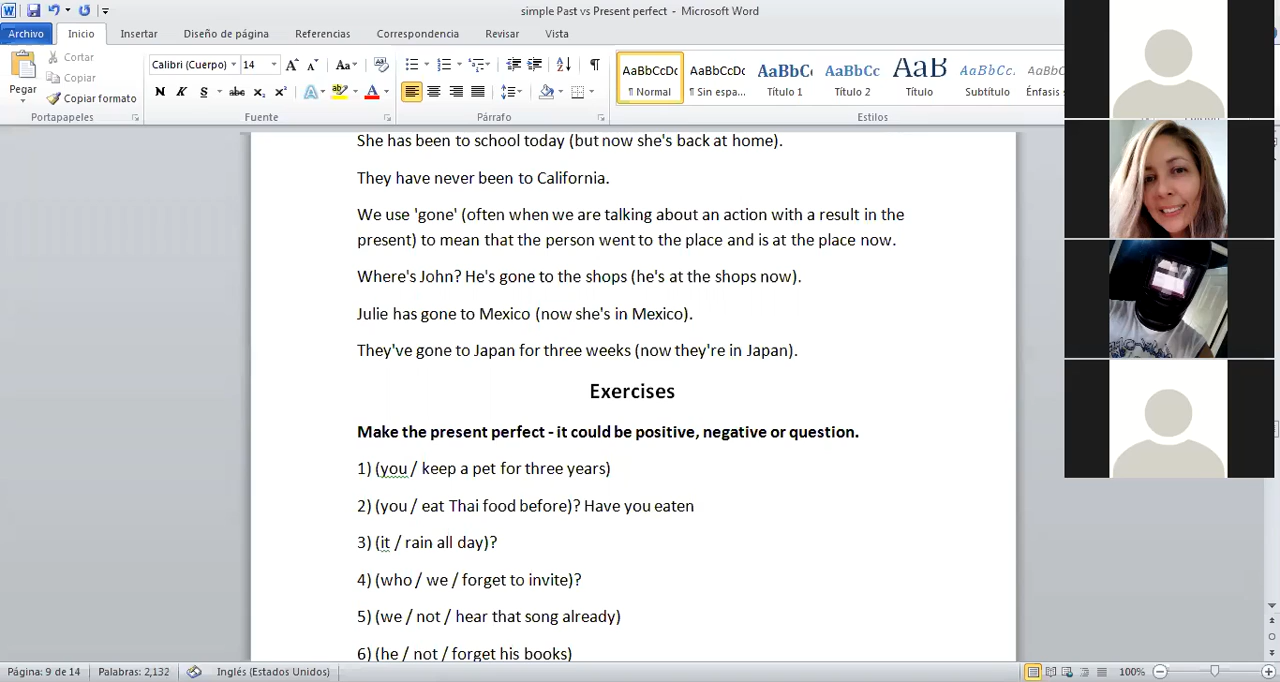 simple Past vs Present perfect - Microsoft Word
Archivo Inicio Insertar Diseño de página Referencias Correspondencia Revisar Vista
Pegar
Cortar
Copiar
Copiar formato
Portapapeles
Calibri (Cuerpo) 14
Fuente
Párrafo
AaBbCcDc AaBbCcDc AaBbC AaBbCc AaB AaBbCc. AaBbCc
¶ Normal ¶ Sin espa... Título 1 Título 2 Título Subtítulo Énfasis
Estilos
She has been to school today (but now she's back at home).
They have never been to California.
We use 'gone' (often when we are talking about an action with a result in the
present) to mean that the person went to the place and is at the place now.
Where's John? He's gone to the shops (he's at the shops now).
Julie has gone to Mexico (now she's in Mexico).
They've gone to Japan for three weeks (now they're in Japan).
Exercises
Make the present perfect - it could be positive, negative or question.
1) (you / keep a pet for three years)
2) (you / eat Thai food before)? Have you eaten
3) (it / rain all day)?
4) (who / we / forget to invite)?
5) (we / not / hear that song already)
6) (he / not / forget his books)
Página: 9 de 14 Palabras: 2,132 Inglés (Estados Unidos) 100%